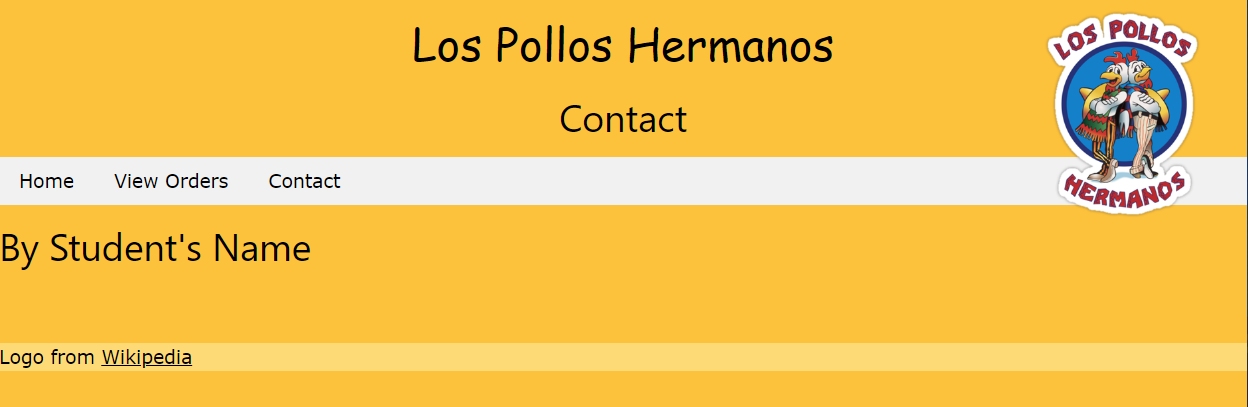 Los Pollos Hermanos
LOS POLLOS
HERMANOS
Contact
Home View Orders Contact
By Student's Name
Logo from Wikipedia